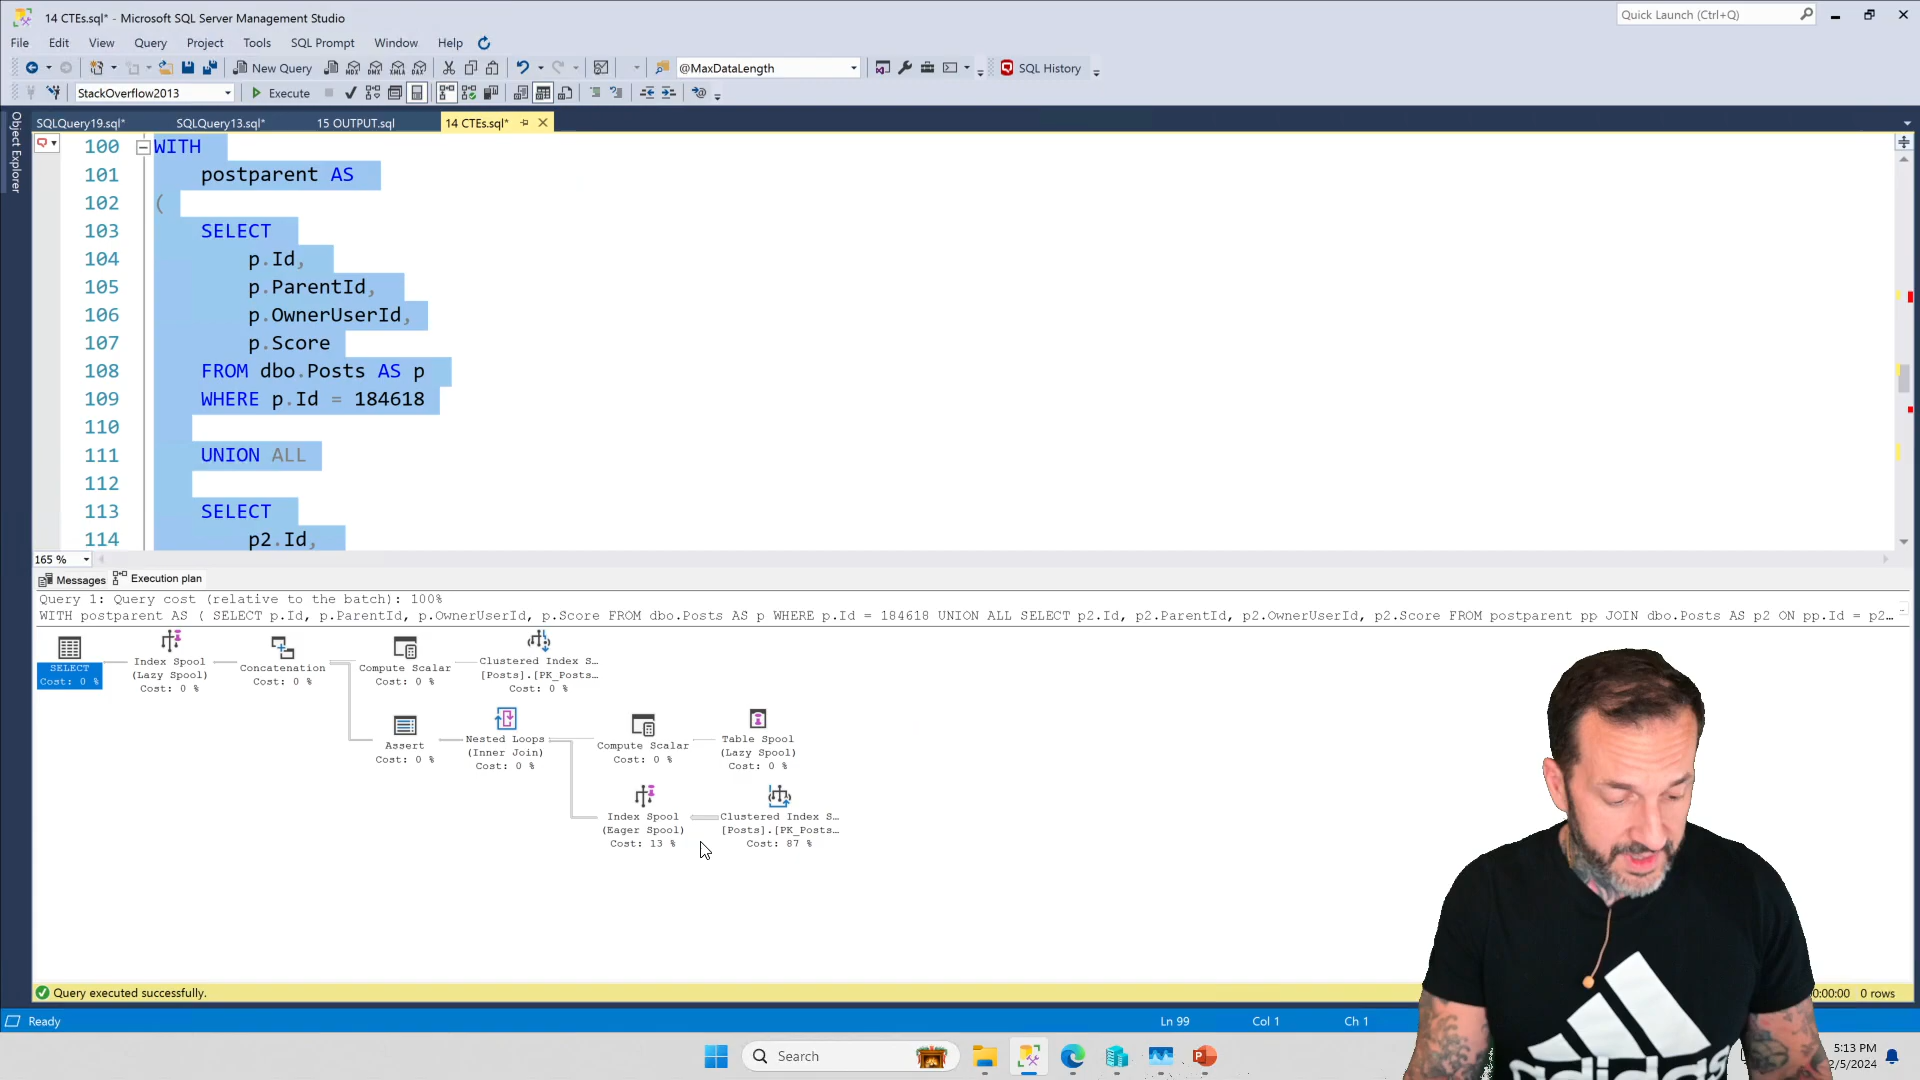 14 CTEs.sql* - Microsoft SQL Server Management Studio
Quick Launch (Ctrl+Q)
File Edit View Query Project Tools SQL Prompt Window Help
New Query
MDX DMX XMLA DAX
@MaxDataLength
SQL History
StackOverflow2013
Execute
Object Explorer
SQLQuery19.sql* SQLQuery13.sql* 15 OUTPUT.sql 14 CTEs.sql*
100 WITH
101 postparent AS
102 (
103 SELECT
104 p.Id,
105 p.ParentId,
106 p.OwnerUserId,
107 p.Score
108 FROM dbo.Posts AS p
109 WHERE p.Id = 184618
110
111 UNION ALL
112
113 SELECT
114 p2.Id,
165 %
Messages Execution plan
Query 1: Query cost (relative to the batch): 100%
WITH postparent AS ( SELECT p.Id, p.ParentId, p.OwnerUserId, p.Score FROM dbo.Posts AS p WHERE p.Id = 184618 UNION ALL SELECT p2.Id, p2.ParentId, p2.OwnerUserId, p2.Score FROM postparent pp JOIN dbo.Posts AS p2 ON pp.Id = p2...
SELECT
Cost: 0 %
Index Spool
(Lazy Spool)
Cost: 0 %
Concatenation
Cost: 0 %
Compute Scalar
Cost: 0 %
Clustered Index S...
[Posts].[PK_Posts...
Cost: 0 %
Assert
Cost: 0 %
Nested Loops
(Inner Join)
Cost: 0 %
Compute Scalar
Cost: 0 %
Table Spool
(Lazy Spool)
Cost: 0 %
Index Spool
(Eager Spool)
Cost: 13 %
Clustered Index S...
[Posts].[PK_Posts...
Cost: 87 %
Query executed successfully.
0:00:00 0 rows
Ready
Ln 99 Col 1 Ch 1
adidas
Search
5:13 PM
2/5/2024